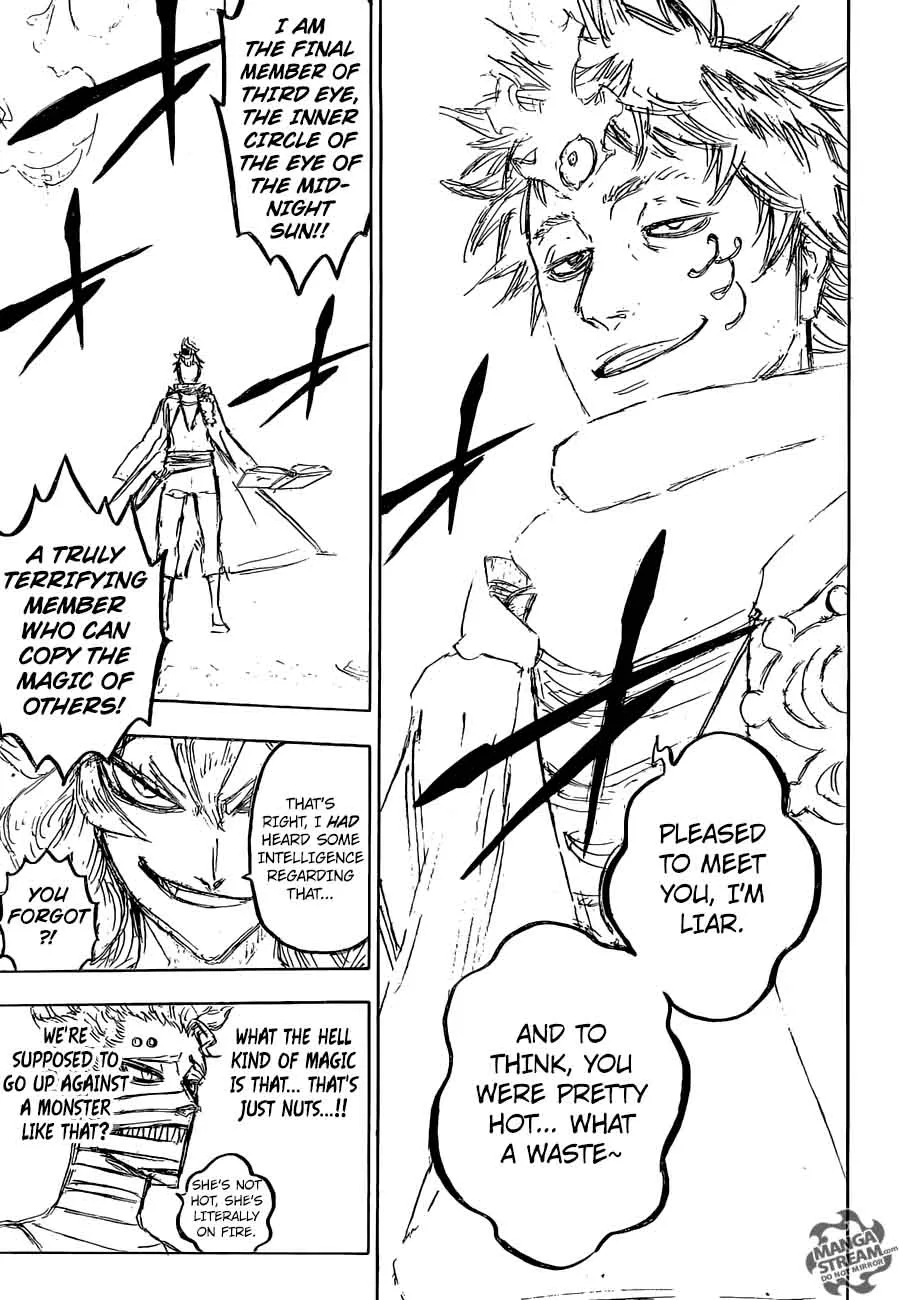 I AM
THE FINAL
MEMBER OF
THIRD EYE,
THE INNER
CIRCLE OF
THE EYE OF
THE MID-
NIGHT
SUN!!
PLEASED
TO MEET
YOU, I'M
LIAR.
AND TO
THINK, YOU
WERE PRETTY
HOT... WHAT
A WASTE~
A TRULY
TERRIFYING
MEMBER
WHO CAN
COPY THE
MAGIC OF
OTHERS!
THAT'S
RIGHT, I HAD
HEARD SOME
INTELLIGENCE
REGARDING
THAT...
YOU
FORGOT
?!
WHAT THE HELL
KIND OF MAGIC
IS THAT... THAT'S
JUST NUTS...!!
WE'RE
SUPPOSED TO
GO UP AGAINST
A MONSTER
LIKE THAT?
SHE'S NOT
HOT, SHE'S
LITERALLY
ON FIRE.
MANGA
STREAM.com
DO NOT MIRROR